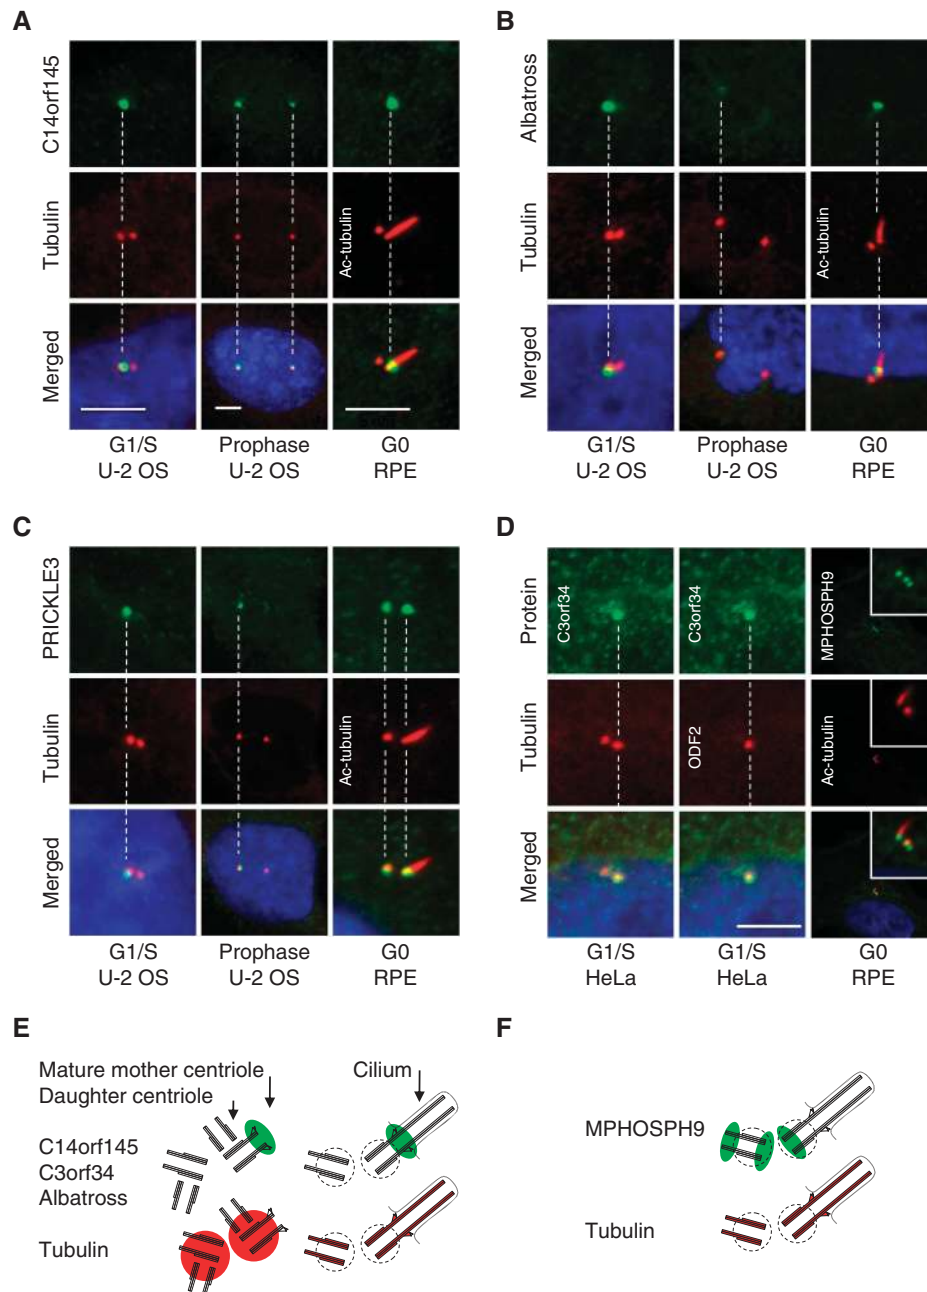 A
C14orf145
Tubulin
Ac-tubulin
Merged
G1/S
U-2 OS
Prophase
U-2 OS
G0
RPE
B
Albatross
Tubulin
Ac-tubulin
Merged
G1/S
U-2 OS
Prophase
U-2 OS
G0
RPE
C
PRICKLE3
Tubulin
Ac-tubulin
Merged
G1/S
U-2 OS
Prophase
U-2 OS
G0
RPE
D
Protein
C3orf34
C3orf34
MPHOSPH9
Tubulin
ODF2
Ac-tubulin
Merged
G1/S
HeLa
G1/S
HeLa
G0
RPE
E
Mature mother centriole
Daughter centriole
Cilium
C14orf145
C3orf34
Albatross
Tubulin
F
MPHOSPH9
Tubulin